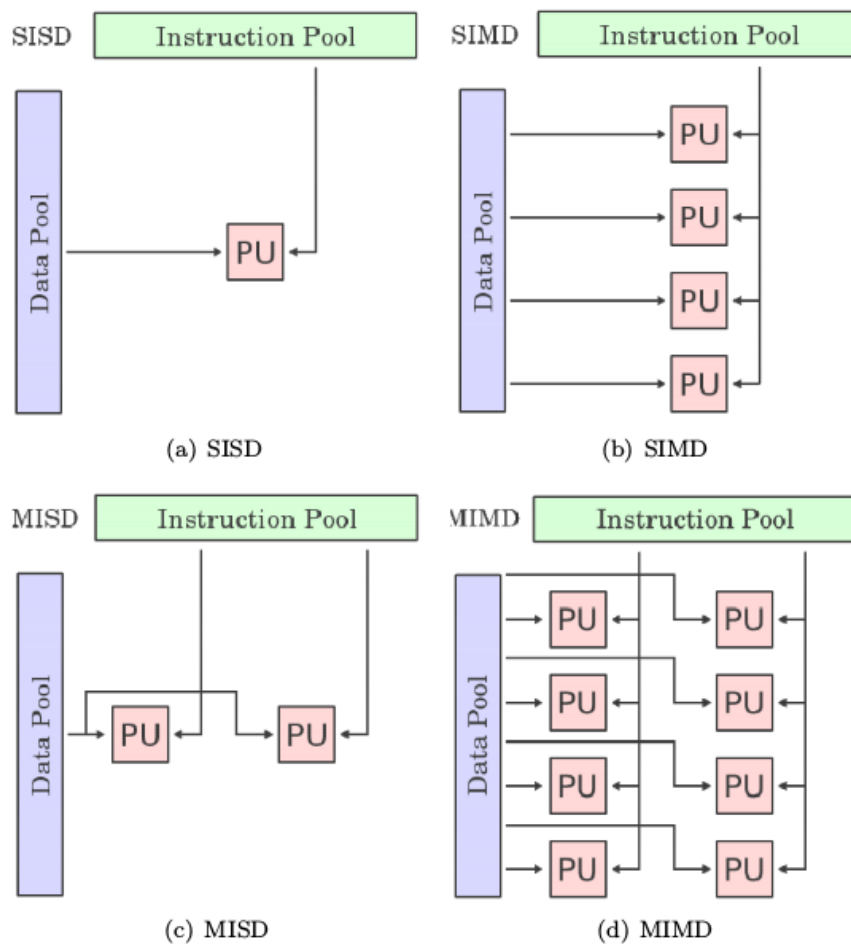 SISD Instruction Pool
Data Pool
PU
(a) SISD
SIMD Instruction Pool
Data Pool
PU
PU
PU
PU
(b) SIMD
MISD Instruction Pool
Data Pool
PU PU
(c) MISD
MIMD Instruction Pool
Data Pool
PU PU
PU PU
PU PU
PU PU
(d) MIMD